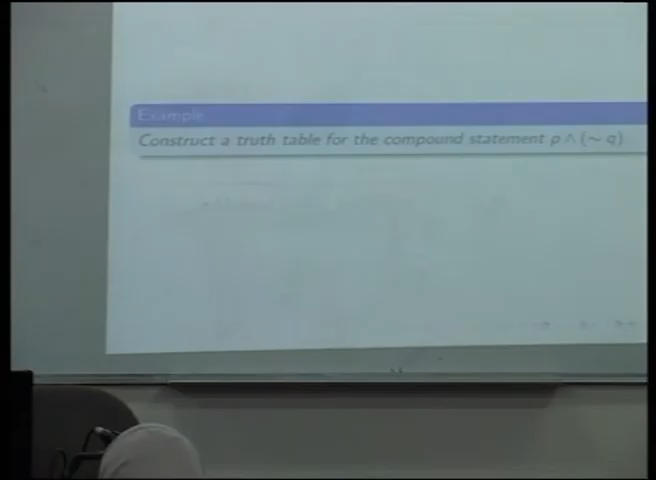 Example
Construct a truth table for the compound statement p ∧ (∼ q)